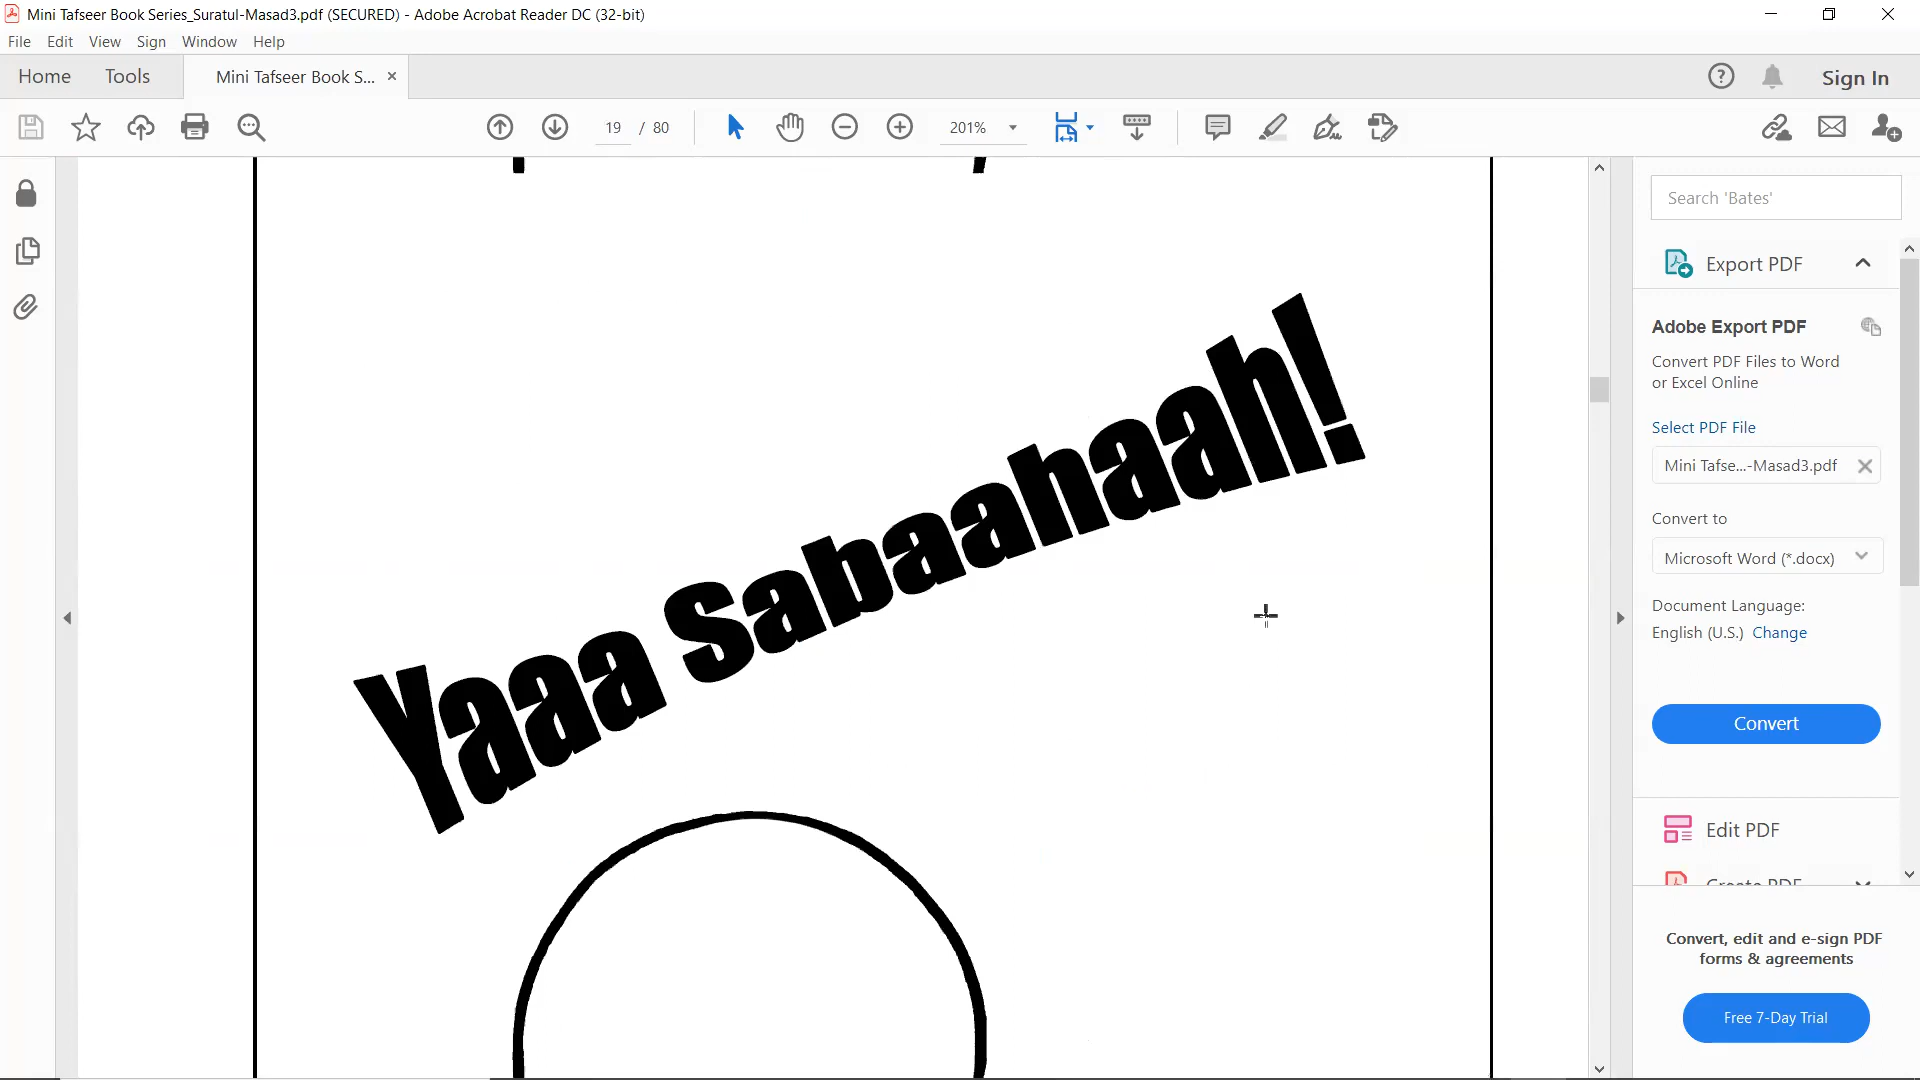 Mini Tafseer Book Series_Suratul-Masad3.pdf (SECURED) - Adobe Acrobat Reader DC (32-bit)
File Edit View Sign Window Help
Home Tools Mini Tafseer Book S... Sign In
19 / 80 201%
Search 'Bates'
Export PDF
Adobe Export PDF
Convert PDF Files to Word
or Excel Online
Select PDF File
Mini Tafse...-Masad3.pdf
Convert to
Microsoft Word (*.docx)
Document Language:
English (U.S.) Change
Convert
Edit PDF
Create PDF
Convert, edit and e-sign PDF
forms & agreements
Free 7-Day Trial
Yaaa Sabaahaah!